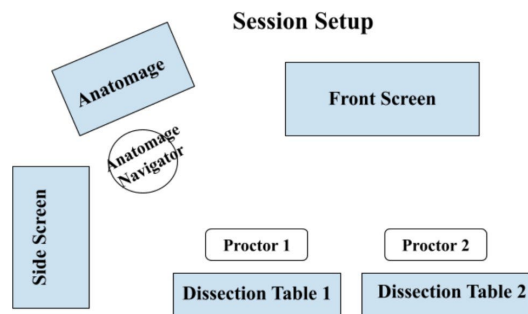 Session Setup
Anatomage
Front Screen
Anatomage
Navigator
Side Screen
Proctor 1
Proctor 2
Dissection Table 1
Dissection Table 2